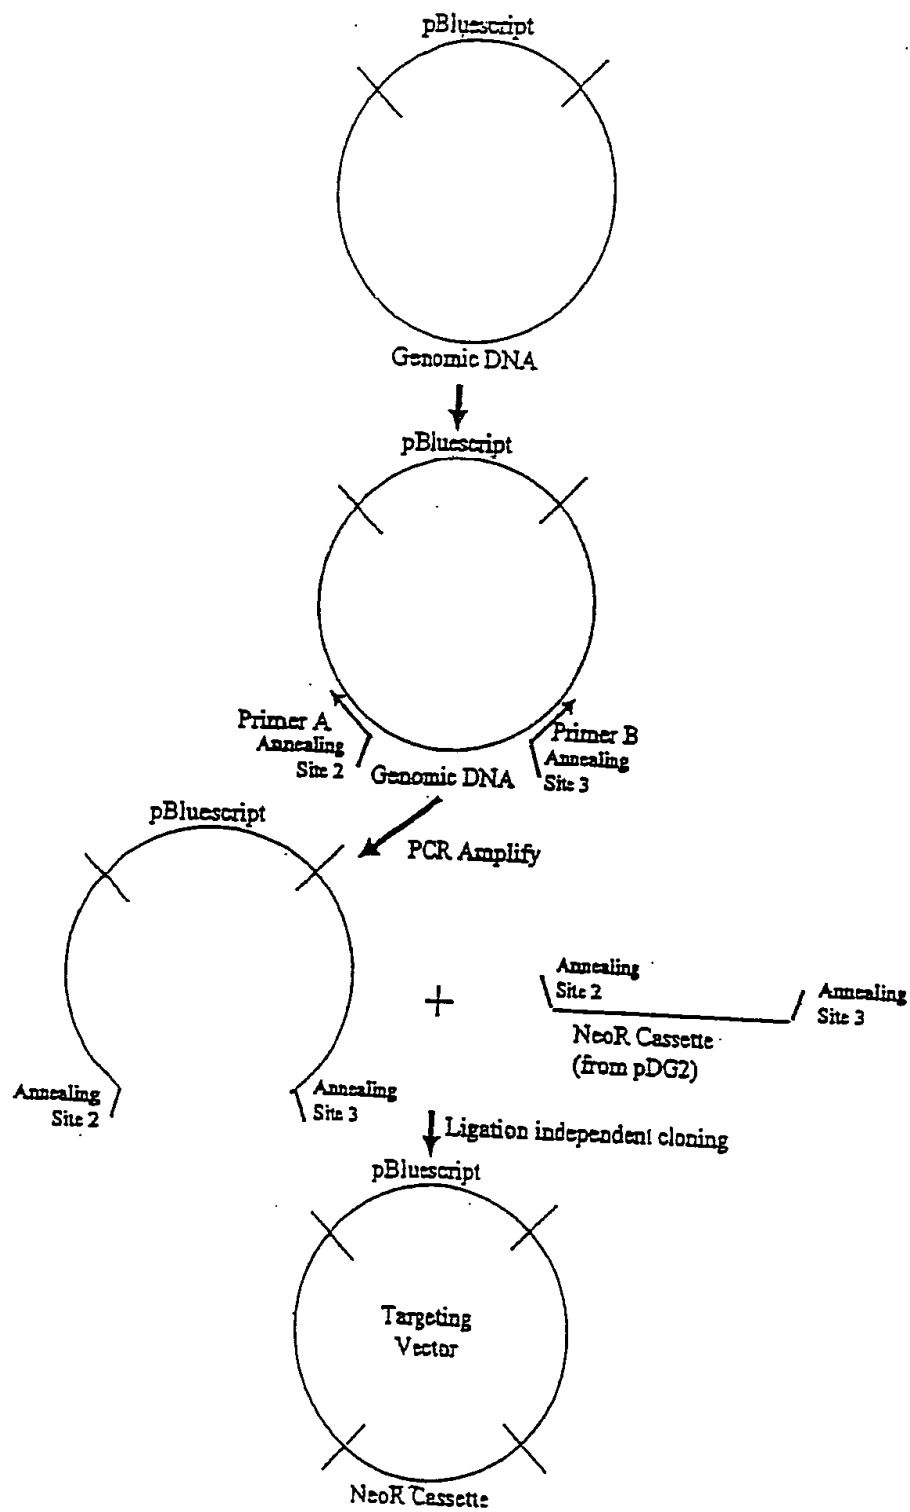 pBluescript
Genomic DNA
pBluescript
Primer A
Annealing
Site 2
Primer B
Annealing
Site 3
Genomic DNA
PCR Amplify
pBluescript
Annealing
Site 2
Annealing
Site 3
+
Annealing
Site 2
Annealing
Site 3
NeoR Cassette
(from pDG2)
Ligation independent cloning
pBluescript
Targeting
Vector
NeoR Cassette